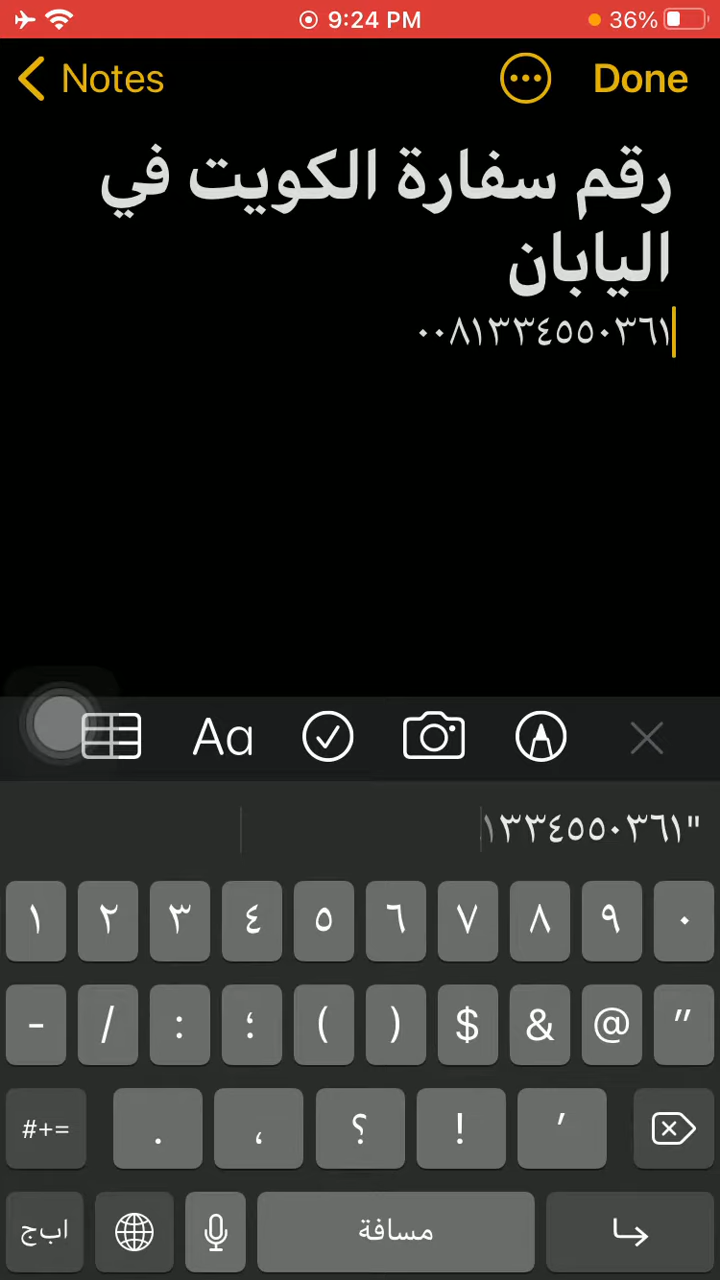 9:24 PM
36%
Notes
Done
رقم سفارة الكويت في
اليابان
٠٠٨١٣٣٤٥٥٠٣٦١
Aa
١٣٣٤٥٥٠٣٦١"
١ ٢ ٣ ٤ ٥ ٦ ٧ ٨ ٩ ٠
- / : ؛ ( ) $ & @ "
#+= . ، ؟ ! '
اب‌ج مسافة